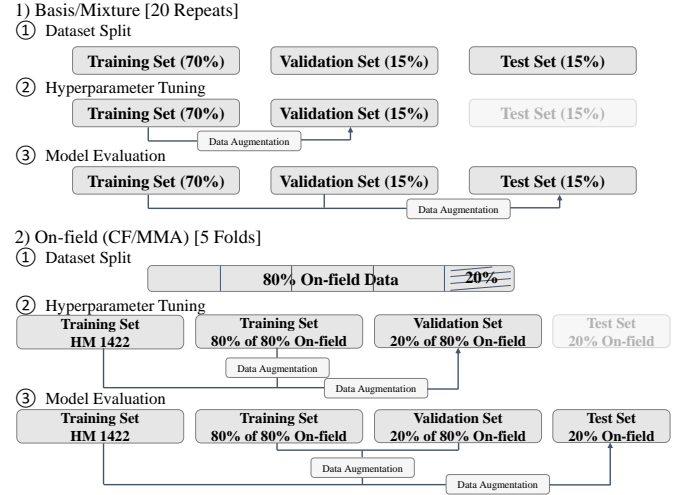 1) Basis/Mixture [20 Repeats]
① Dataset Split
Training Set (70%) Validation Set (15%) Test Set (15%)
② Hyperparameter Tuning
Training Set (70%) Validation Set (15%) Test Set (15%)
Data Augmentation
③ Model Evaluation
Training Set (70%) Validation Set (15%) Test Set (15%)
Data Augmentation
2) On-field (CF/MMA) [5 Folds]
① Dataset Split
80% On-field Data 20%
② Hyperparameter Tuning
Training Set Training Set Validation Set Test Set
HM 1422 80% of 80% On-field 20% of 80% On-field 20% On-field
Data Augmentation
Data Augmentation
③ Model Evaluation
Training Set Training Set Validation Set Test Set
HM 1422 80% of 80% On-field 20% of 80% On-field 20% On-field
Data Augmentation
Data Augmentation